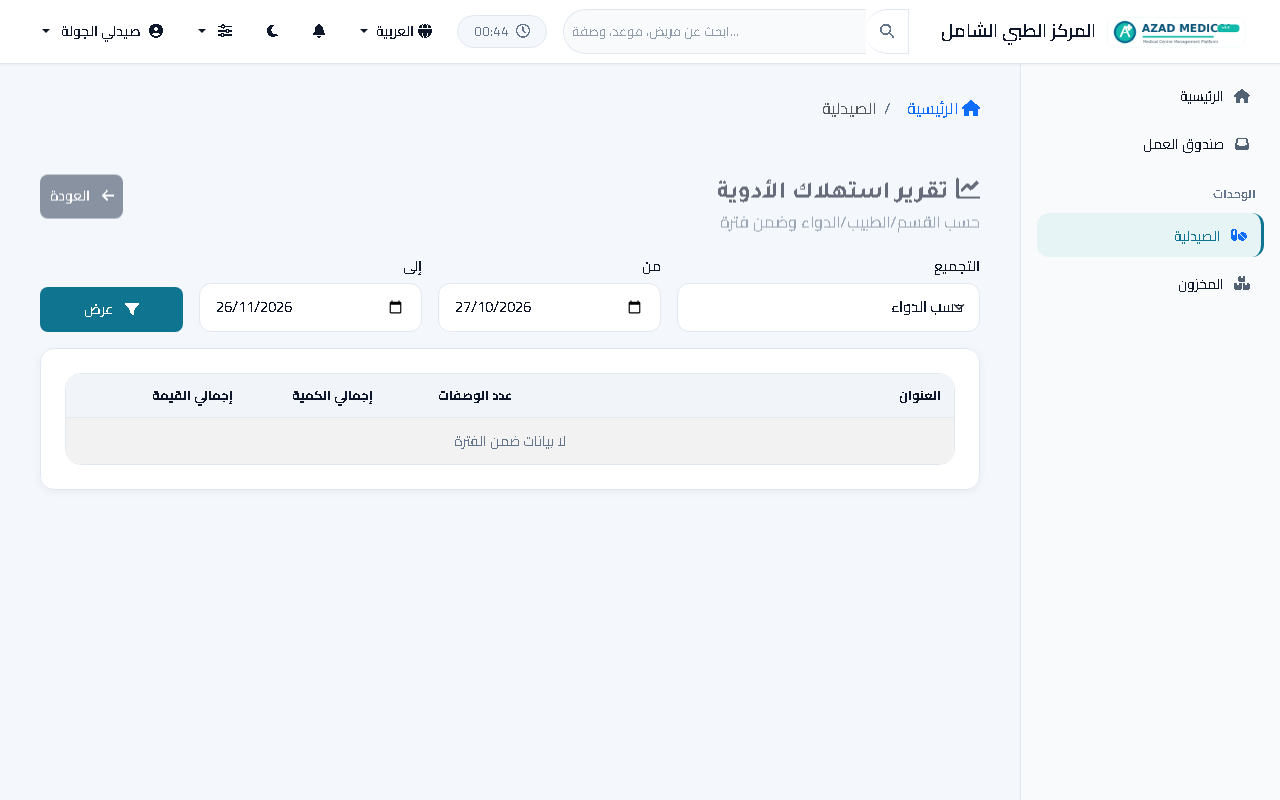 AZAD MEDICAL
Medical Centre Management Platform
المركز الطبي الشامل
ابحث عن مريض، موعد، وصفة...
00:44
العربية
صيدلي الجولة
الرئيسية
صندوق العمل
الوحدات
الصيدلية
المخزون
الرئيسية / الصيدلية
تقرير استهلاك الأدوية
حسب القسم/الطبيب/الدواء وضمن فترة
العودة
التجميع
من
إلى
حسب الدواء
27/10/2026
26/11/2026
عرض
العنوان
عدد الوصفات
إجمالي الكمية
إجمالي القيمة
لا بيانات ضمن الفترة